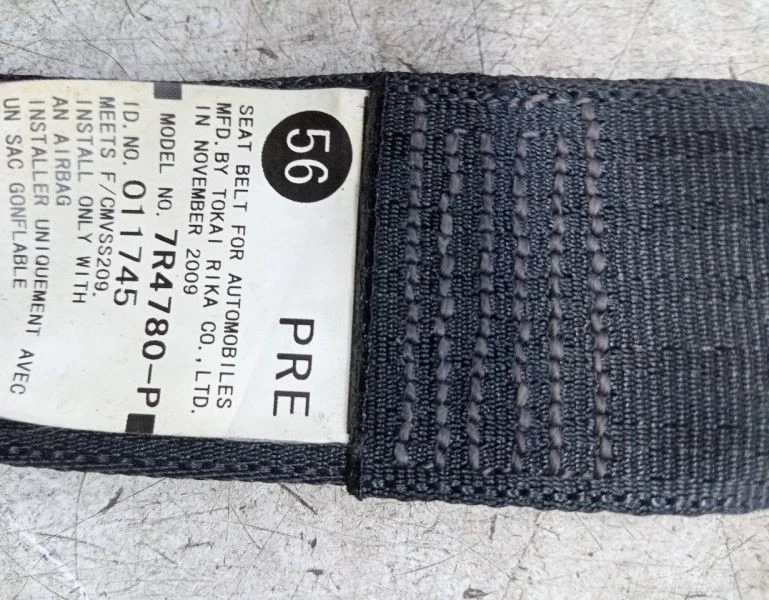 56 PRE
SEAT BELT FOR AUTOMOBILES
MFD.BY TOKAI RIKA CO.,LTD.
IN NOVEMBER 2009
MODEL NO. 7R4780-P
ID.NO. 011745
MEETS F/CMVSS209.
INSTALL ONLY WITH
AN AIRBAG
INSTALLER UNIQUEMENT AVEC
UN SAC GONFLABLE